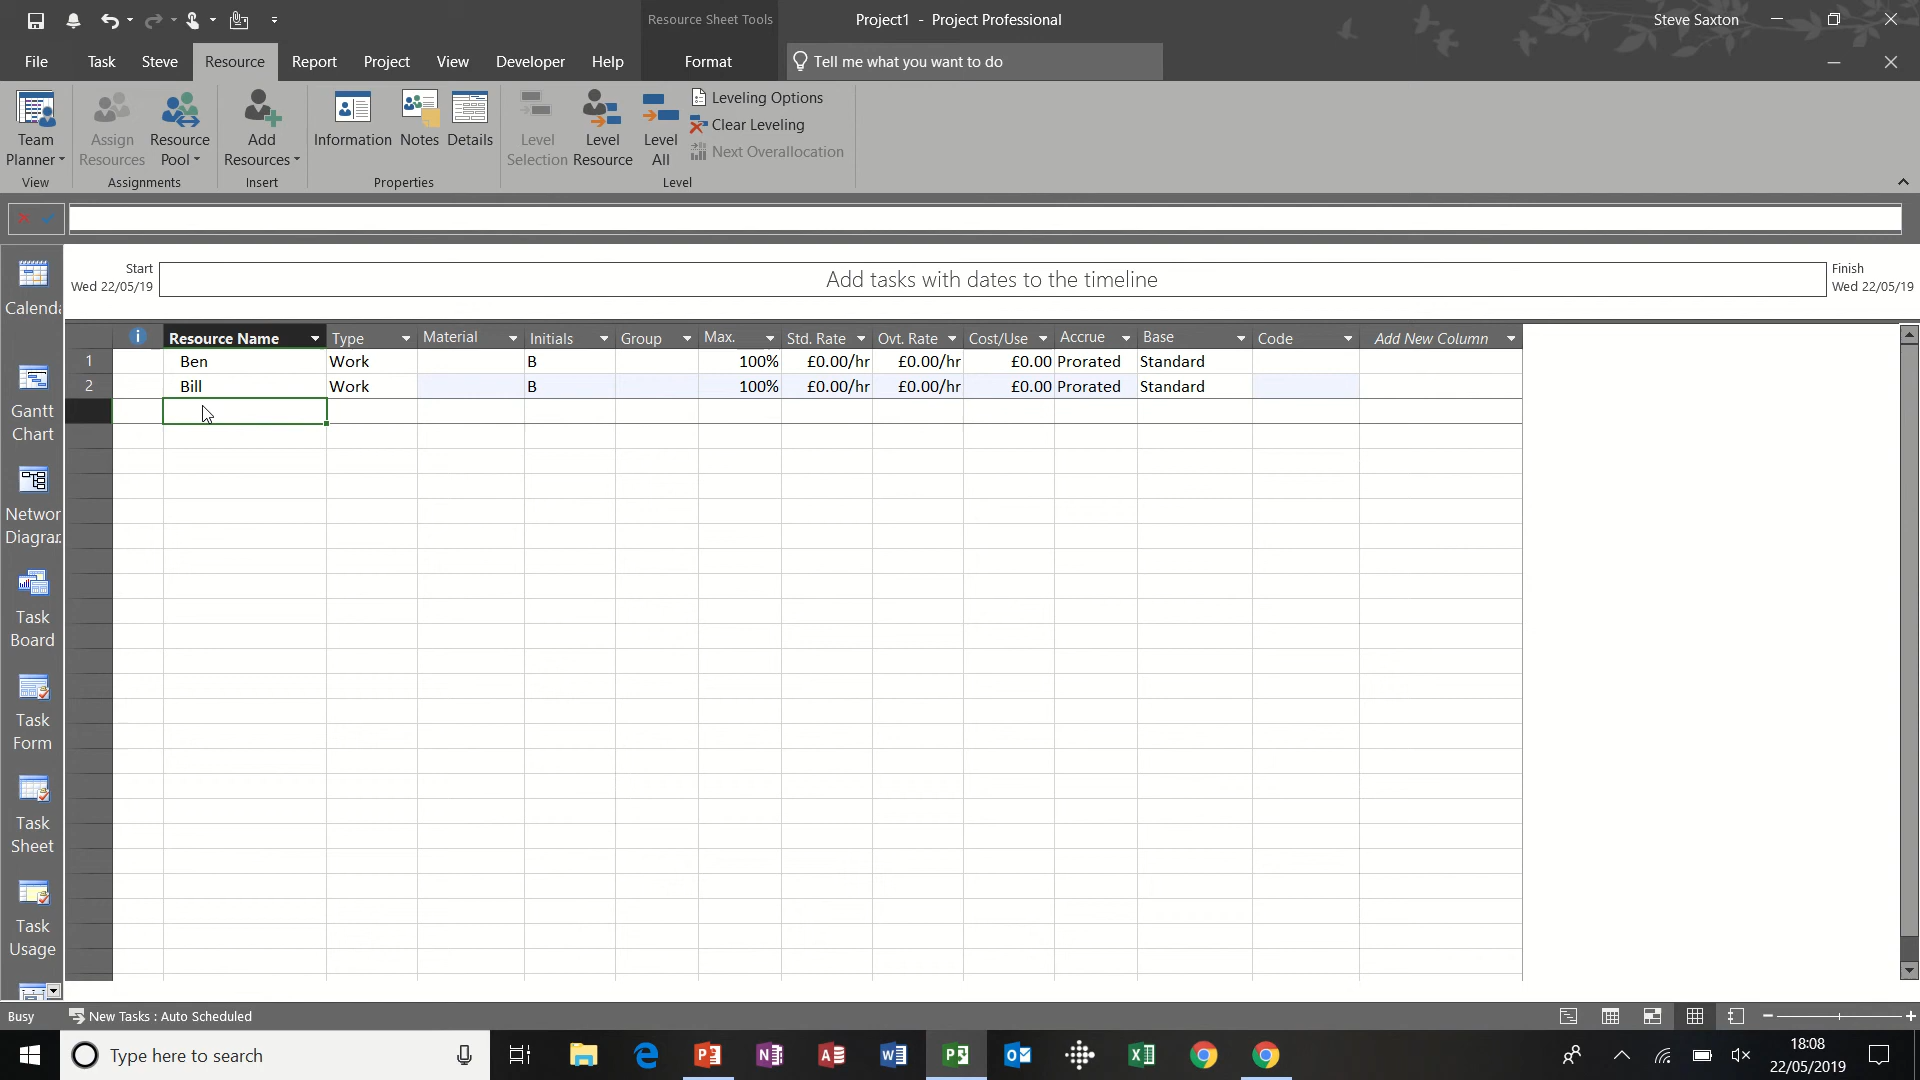 Resource Sheet Tools
Project1 - Project Professional
Steve Saxton
File Task Steve Resource Report Project View Developer Help Format Tell me what you want to do
Team Planner
Assign Resources
Resource Pool
Add Resources
Information
Notes
Details
Level Selection
Level Resource
Level All
Leveling Options
Clear Leveling
Next Overallocation
View Assignments Insert Properties Level
Start
Wed 22/05/19
Add tasks with dates to the timeline
Finish
Wed 22/05/19
Resource Name Type Material Initials Group Max. Std. Rate Ovt. Rate Cost/Use Accrue Base Code Add New Column
1 Ben Work B 100% £0.00/hr £0.00/hr £0.00 Prorated Standard
2 Bill Work B 100% £0.00/hr £0.00/hr £0.00 Prorated Standard
Calenda
Gantt
Chart
Networ
Diagra
Task
Board
Task
Form
Task
Sheet
Task
Usage
Busy New Tasks : Auto Scheduled
Type here to search
18:08
22/05/2019